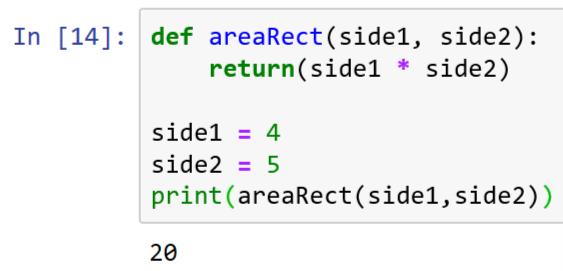 In [14]: def areaRect(side1, side2):
    return(side1 * side2)
side1 = 4
side2 = 5
print(areaRect(side1,side2))
20